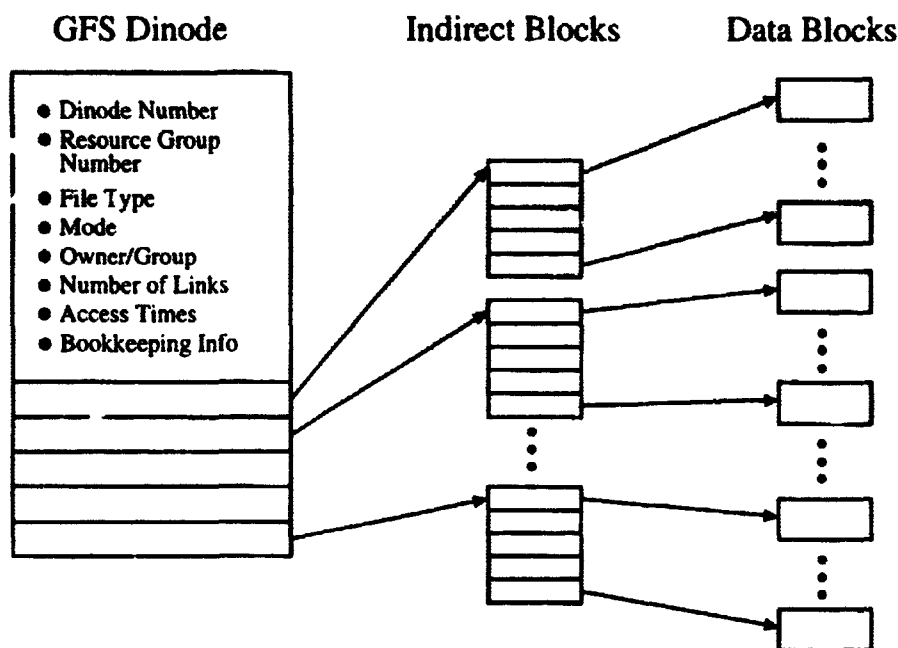 GFS Dinode
Indirect Blocks
Data Blocks
Dinode Number
Resource Group
Number
File Type
Mode
Owner/Group
Number of Links
Access Times
Bookkeeping Info